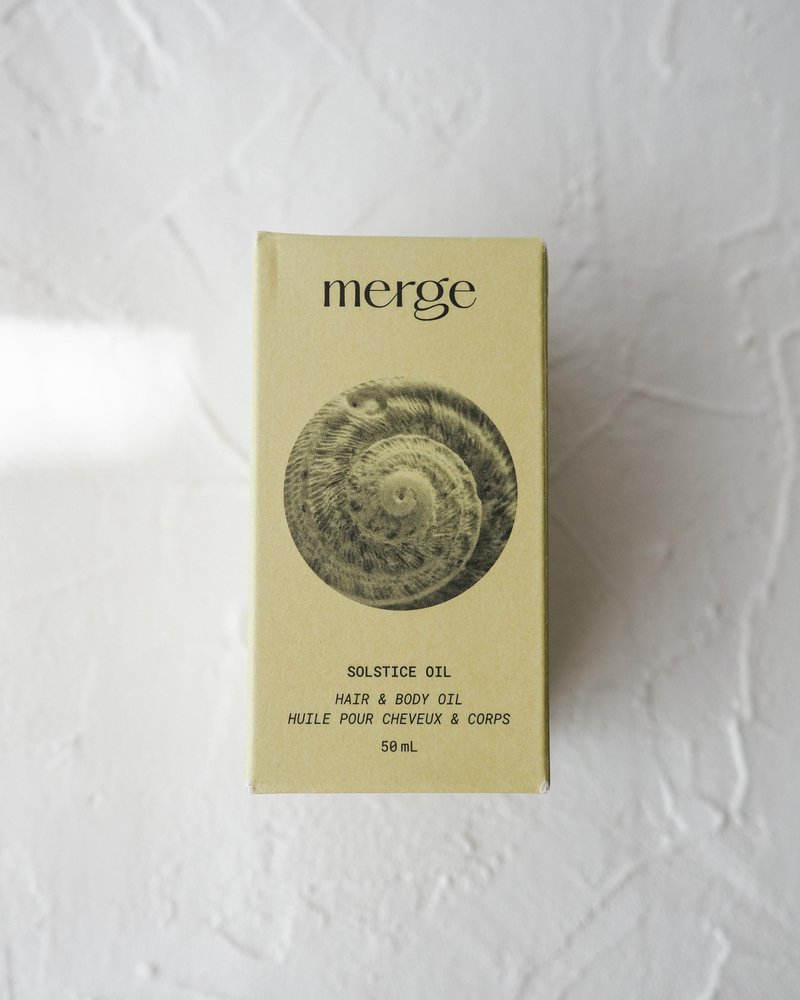 merge
SOLSTICE OIL
HAIR & BODY OIL
HUILE POUR CHEVEUX & CORPS
50 mL